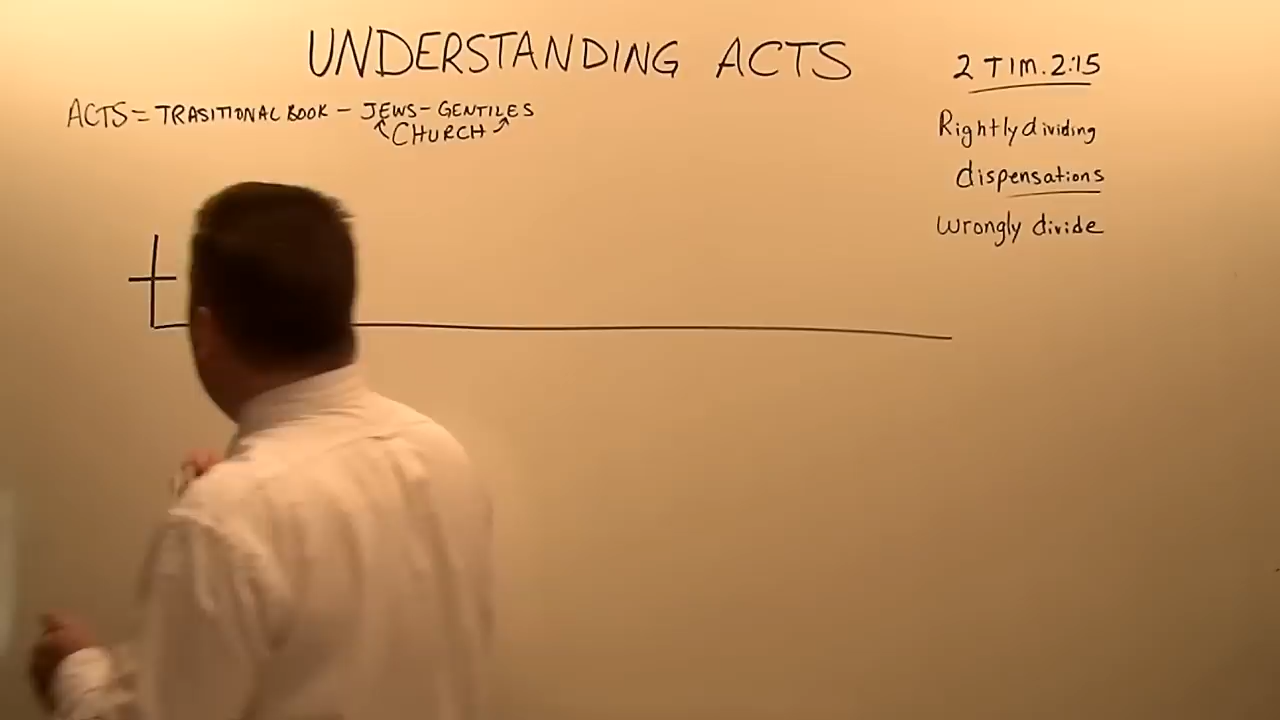 UNDERSTANDING ACTS
2 TIM. 2:15
ACTS = TRASITIONAL BOOK - JEWS - GENTILES
CHURCH
Rightly dividing
dispensations
wrongly divide